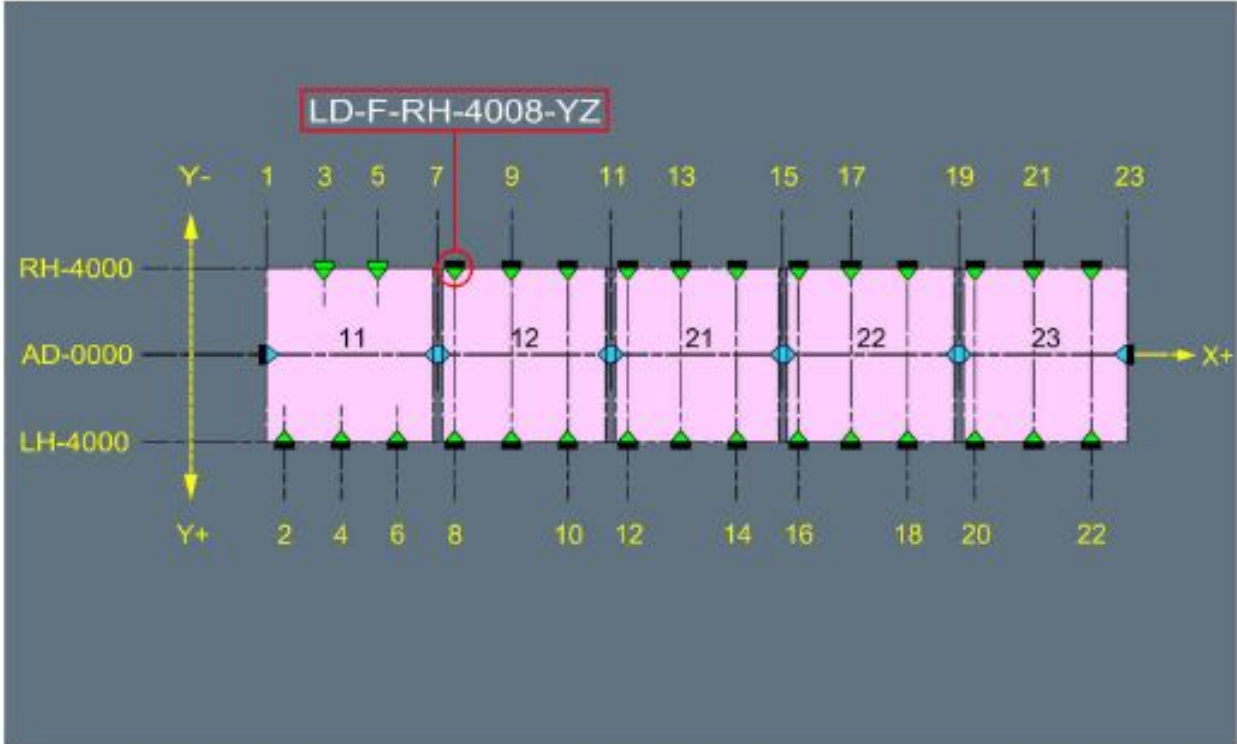 LD-F-RH-4008-YZ
Y- 1 3 5 7 9 11 13 15 17 19 21 23
RH-4000
11 12 21 22 23
AD-0000 X+
LH-4000
Y+ 2 4 6 8 10 12 14 16 18 20 22